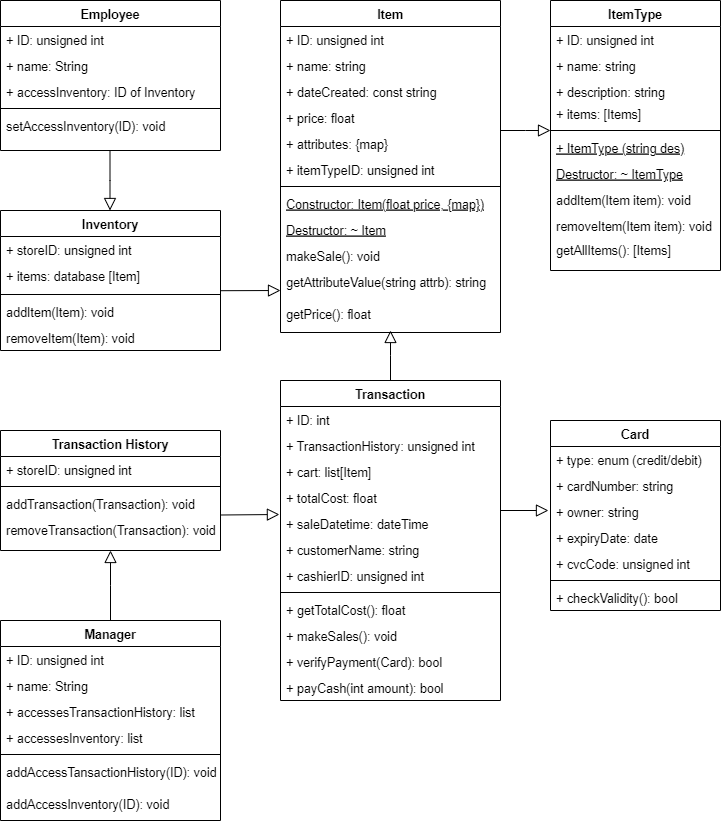 Employee
+ ID: unsigned int
+ name: String
+ accessInventory: ID of Inventory
setAccessInventory(ID): void
Item
+ ID: unsigned int
+ name: string
+ dateCreated: const string
+ price: float
+ attributes: {map}
+ itemTypeID: unsigned int
Constructor: Item(float price, {map})
Destructor: ~ Item
makeSale(): void
getAttributeValue(string attrb): string
getPrice(): float
ItemType
+ ID: unsigned int
+ name: string
+ description: string
+ items: [Items]
+ ItemType (string des)
Destructor: ~ ItemType
addItem(Item item): void
removeItem(Item item): void
getAllItems(): [Items]
Inventory
+ storeID: unsigned int
+ items: database [Item]
addItem(Item): void
removeItem(Item): void
Transaction
+ ID: int
+ TransactionHistory: unsigned int
+ cart: list[Item]
+ totalCost: float
+ saleDatetime: dateTime
+ customerName: string
+ cashierID: unsigned int
+ getTotalCost(): float
+ makeSales(): void
+ verifyPayment(Card): bool
+ payCash(int amount): bool
Card
+ type: enum (credit/debit)
+ cardNumber: string
+ owner: string
+ expiryDate: date
+ cvcCode: unsigned int
+ checkValidity(): bool
Transaction History
+ storeID: unsigned int
addTransaction(Transaction): void
removeTransaction(Transaction): void
Manager
+ ID: unsigned int
+ name: String
+ accessesTransactionHistory: list
+ accessesInventory: list
addAccessTansactionHistory(ID): void
addAccessInventory(ID): void